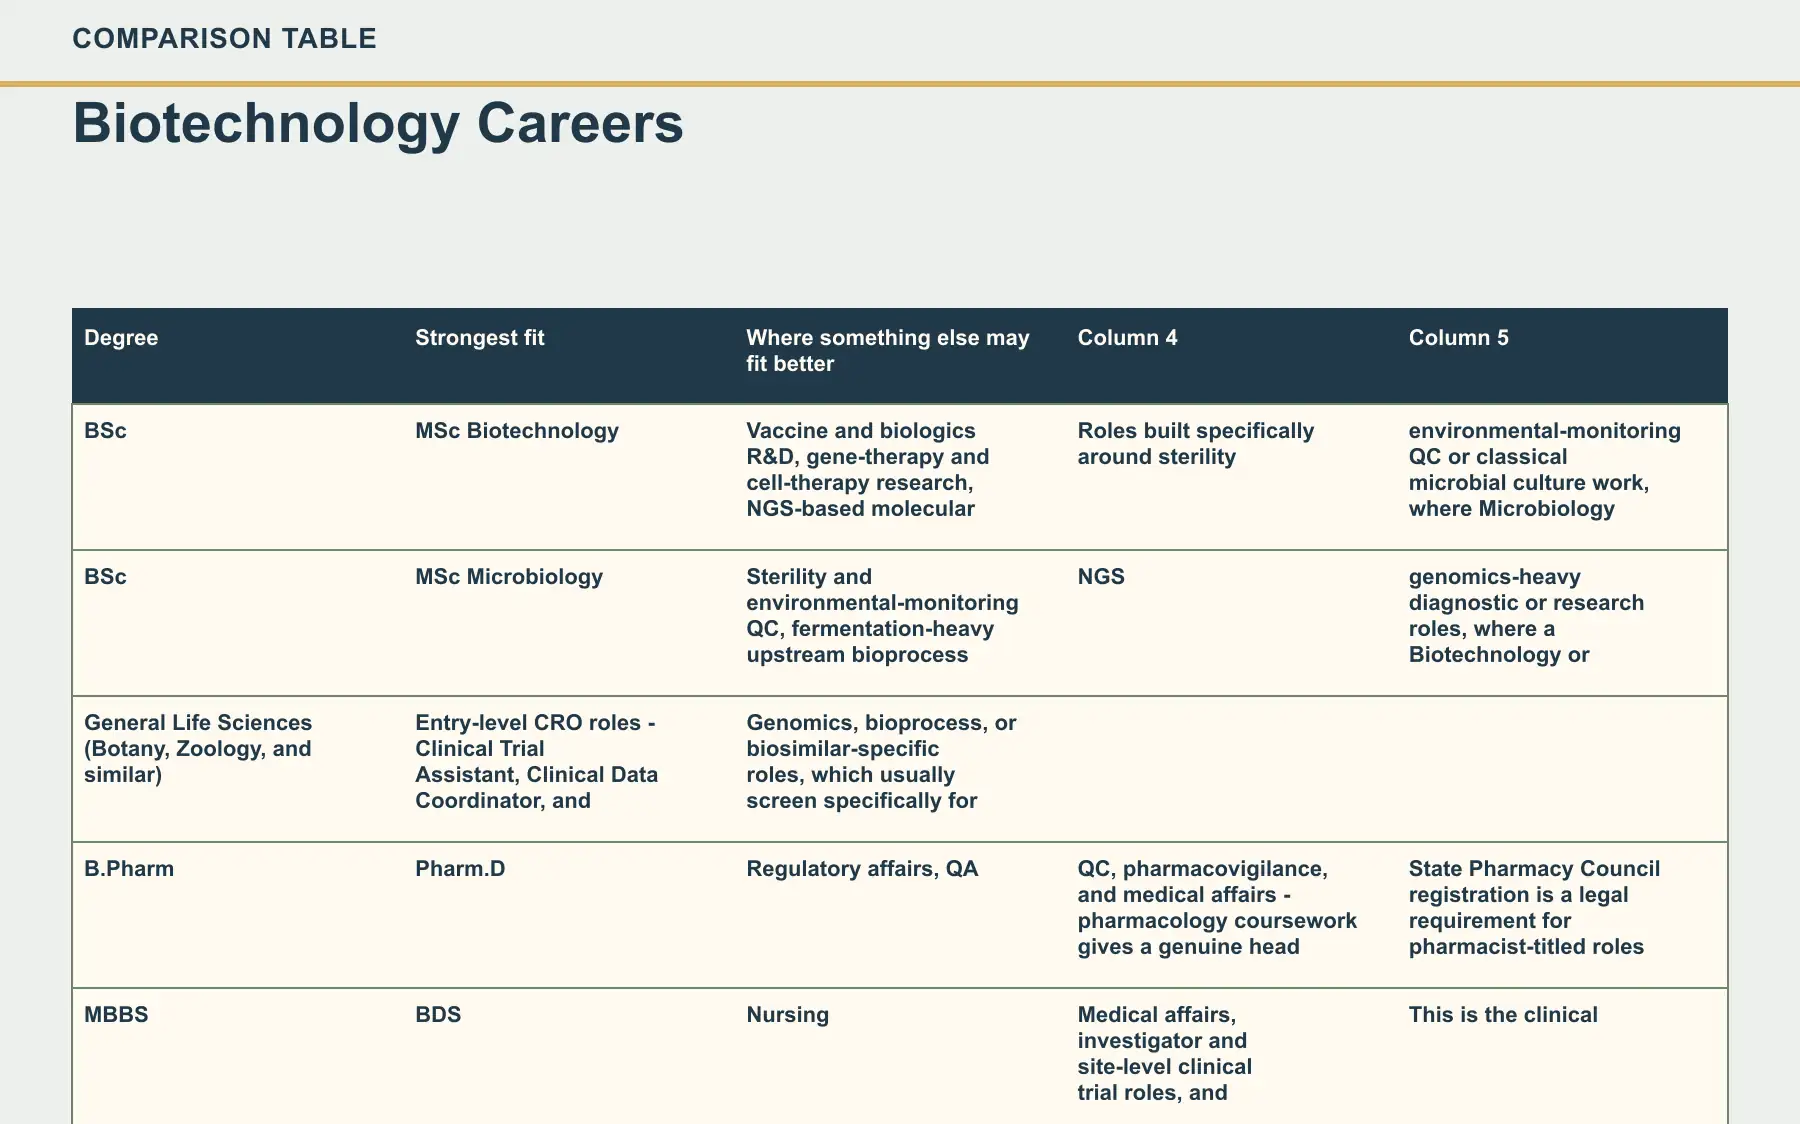 COMPARISON TABLE
Biotechnology Careers
Degree
Strongest fit
Where something else may
fit better
Column 4
Column 5
BSc
MSc Biotechnology
Vaccine and biologics
R&D, gene-therapy and
cell-therapy research,
NGS-based molecular
Roles built specifically
around sterility
environmental-monitoring
QC or classical
microbial culture work,
where Microbiology
BSc
MSc Microbiology
Sterility and
environmental-monitoring
QC, fermentation-heavy
upstream bioprocess
NGS
genomics-heavy
diagnostic or research
roles, where a
Biotechnology or
General Life Sciences
(Botany, Zoology, and
similar)
Entry-level CRO roles -
Clinical Trial
Assistant, Clinical Data
Coordinator, and
Genomics, bioprocess, or
biosimilar-specific
roles, which usually
screen specifically for
B.Pharm
Pharm.D
Regulatory affairs, QA
QC, pharmacovigilance,
and medical affairs -
pharmacology coursework
gives a genuine head
State Pharmacy Council
registration is a legal
requirement for
pharmacist-titled roles
MBBS
BDS
Nursing
Medical affairs,
investigator and
site-level clinical
trial roles, and
This is the clinical